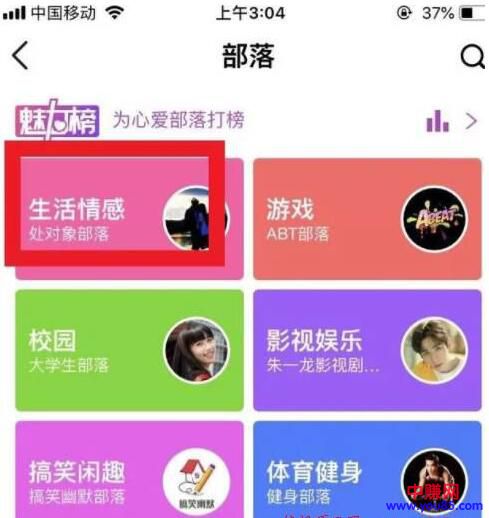 中国移动 上午3:04 37%
部落
魅力榜 为心爱部落打榜
生活情感
处对象部落
游戏
ABT部落
ABEAT
校园
大学生部落
影视娱乐
朱一龙影视剧...
搞笑闲趣
搞笑幽默部落
搞笑幽默
体育健身
健身部落
中赚网